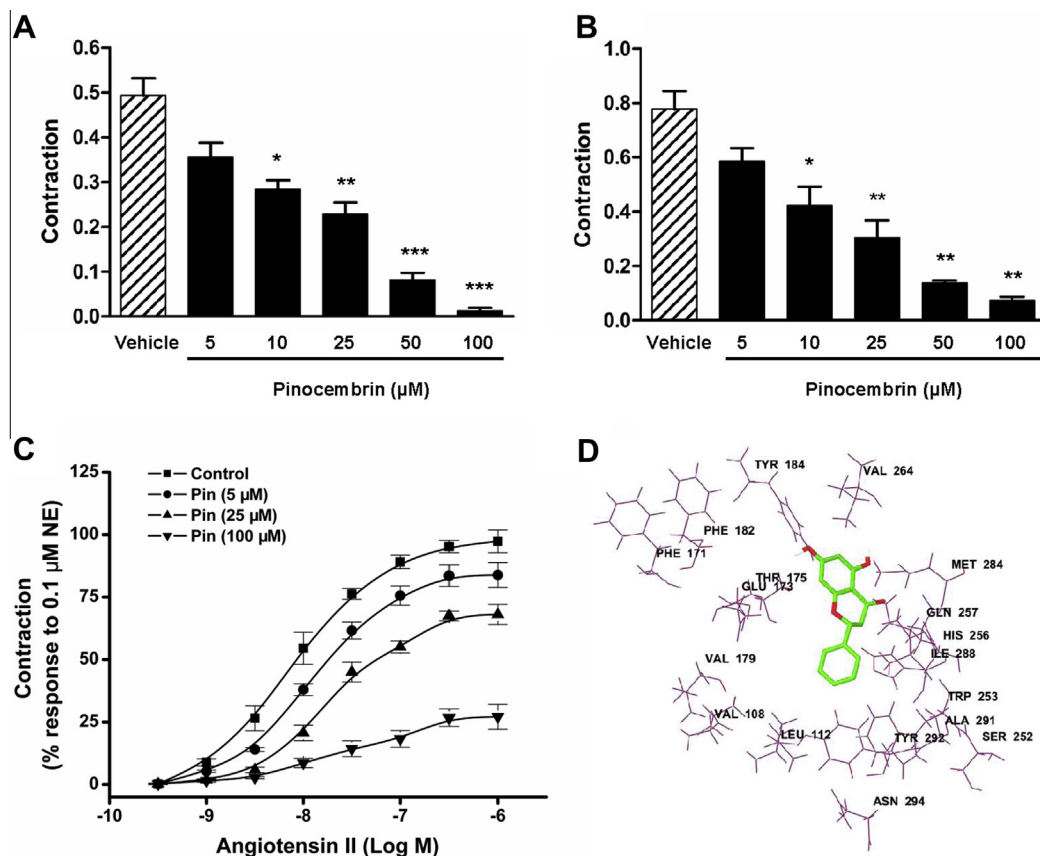 A
Contraction
0.6
0.5
0.4
0.3
0.2
0.1
0.0
*
**
***
***
Vehicle 5 10 25 50 100
Pinocembrin (µM)
B
Contraction
1.0
0.8
0.6
0.4
0.2
0.0
*
**
**
**
Vehicle 5 10 25 50 100
Pinocembrin (µM)
C
Contraction
(% response to 0.1 µM NE)
125
100
75
50
25
0
Control
Pin (5 µM)
Pin (25 µM)
Pin (100 µM)
-10 -9 -8 -7 -6 -5
Angiotensin II (Log M)
D
TYR 184
VAL 264
PHE 182
PHE 171
THR 175
GLU 173
MET 284
GLN 257
HIS 256
ILE 288
VAL 179
TRP 253
VAL 108
ALA 291
LEU 112
TYR 292
SER 252
ASN 294